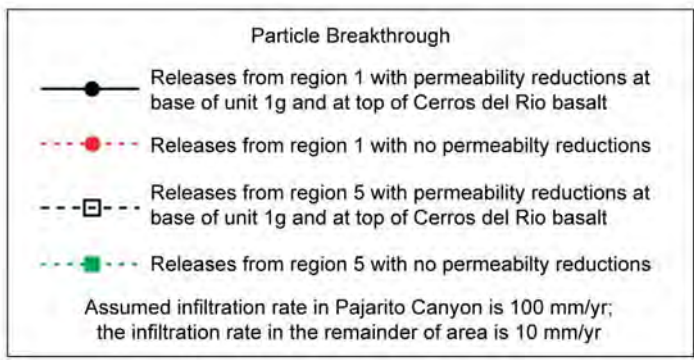 Particle Breakthrough
Releases from region 1 with permeability reductions at
base of unit 1g and at top of Cerros del Rio basalt
Releases from region 1 with no permeabilty reductions
Releases from region 5 with permeability reductions at
base of unit 1g and at top of Cerros del Rio basalt
Releases from region 5 with no permeabilty reductions
Assumed infiltration rate in Pajarito Canyon is 100 mm/yr;
the infiltration rate in the remainder of area is 10 mm/yr